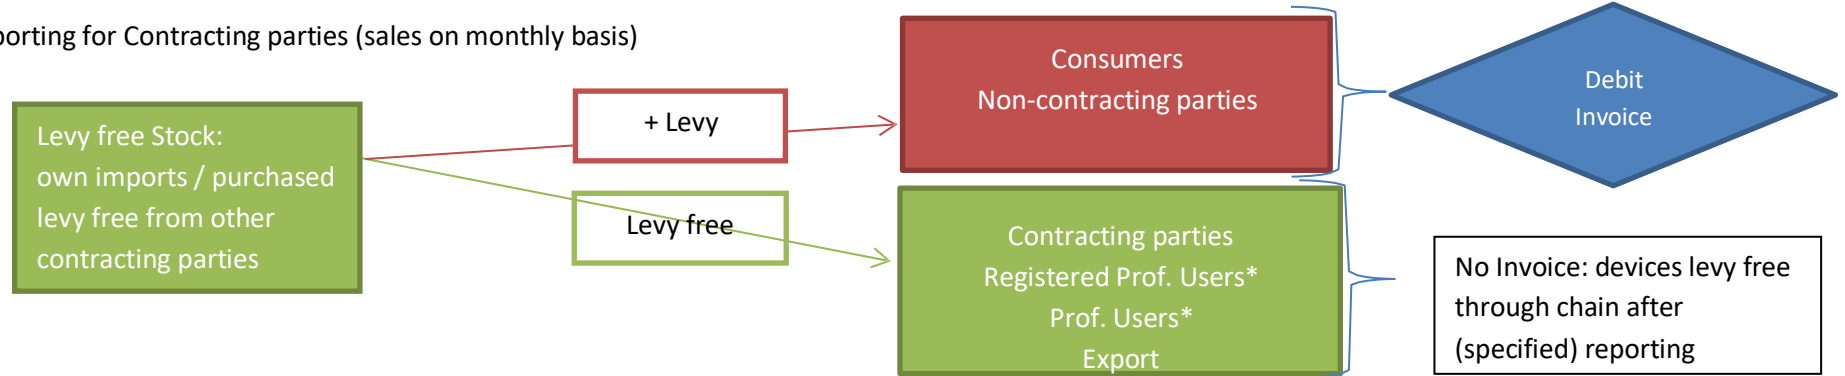 porting for Contracting parties (sales on monthly basis)
Levy free Stock:
own imports / purchased
levy free from other
contracting parties
+ Levy
Levy free
Consumers
Non-contracting parties
Contracting parties
Registered Prof. Users*
Prof. Users*
Export
Debit
Invoice
No Invoice: devices levy free
through chain after
(specified) reporting